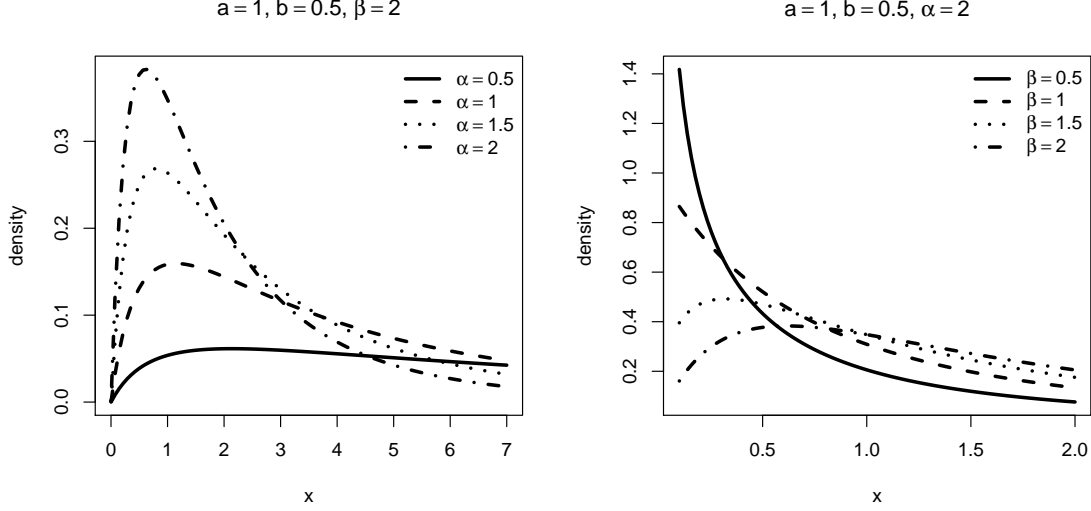 a = 1, b = 0.5, β = 2
density
0.0
0.1
0.2
0.3
α = 0.5
α = 1
α = 1.5
α = 2
0 1 2 3 4 5 6 7
x
a = 1, b = 0.5, α = 2
density
0.2
0.4
0.6
0.8
1.0
1.2
1.4
β = 0.5
β = 1
β = 1.5
β = 2
0.5 1.0 1.5 2.0
x